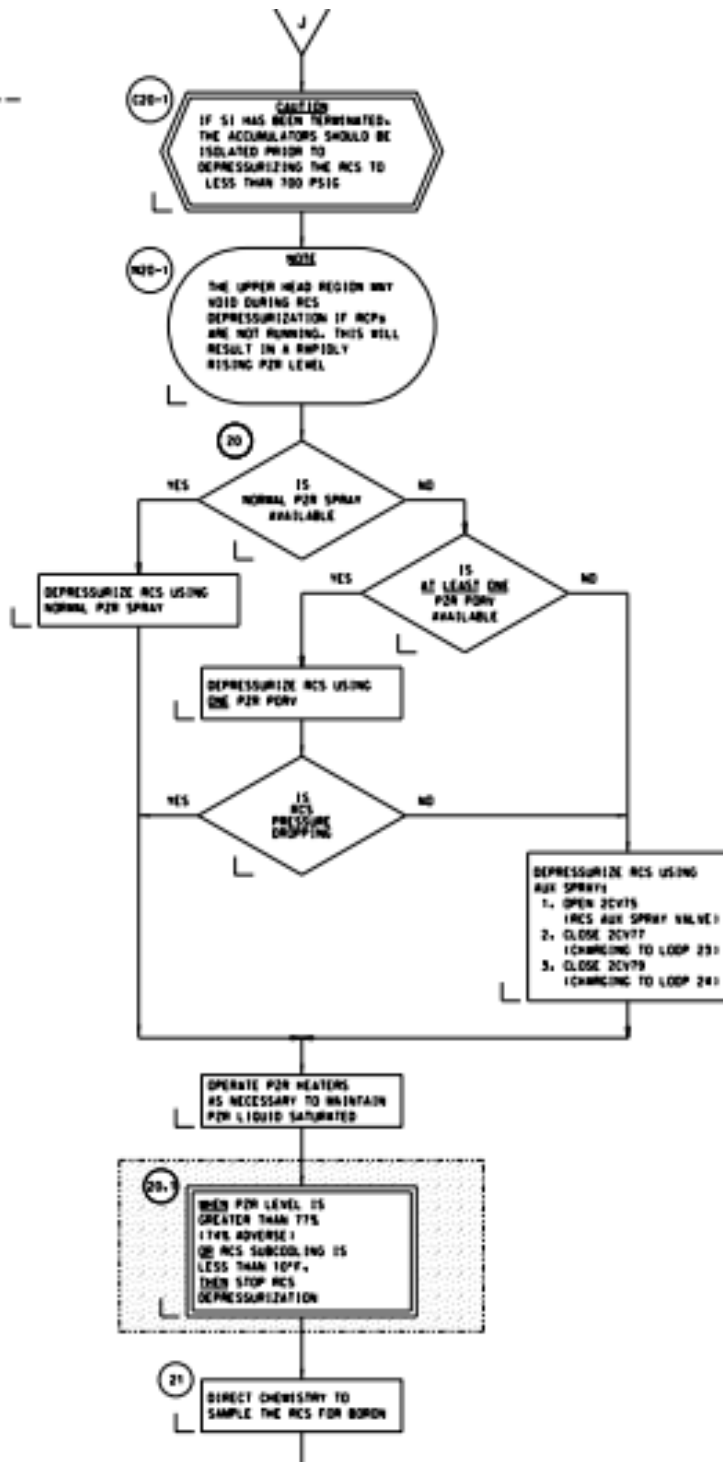 J
C20-1
CAUTION
IF SI HAS BEEN TERMINATED,
THE ACCUMULATORS SHOULD BE
ISOLATED PRIOR TO
DEPRESSURIZING THE RCS TO
LESS THAN 700 PSIG
N20-1
NOTE
THE UPPER HEAD REGION MAY
VOID DURING RCS
DEPRESSURIZATION IF RCPs
ARE NOT RUNNING. THIS WILL
RESULT IN A RAPIDLY
RISING PZR LEVEL
20
YES
IS
NORMAL PZR SPRAY
AVAILABLE
NO
DEPRESSURIZE RCS USING
NORMAL PZR SPRAY
YES
IS
AT LEAST ONE
PZR PORV
AVAILABLE
NO
DEPRESSURIZE RCS USING
ONE PZR PORV
YES
IS
RCS
PRESSURE
DROPPING
NO
DEPRESSURIZE RCS USING
AUX SPRAY:
1. OPEN 2CV75
(RCS AUX SPRAY VALVE)
2. CLOSE 2CV77
(CHARGING TO LOOP 23)
3. CLOSE 2CV79
(CHARGING TO LOOP 24)
OPERATE PZR HEATERS
AS NECESSARY TO MAINTAIN
PZR LIQUID SATURATED
20.1
WHEN PZR LEVEL IS
GREATER THAN 77%
(74% ADVERSE)
OR RCS SUBCOOLING IS
LESS THAN 10°F,
THEN STOP RCS
DEPRESSURIZATION
21
DIRECT CHEMISTRY TO
SAMPLE THE RCS FOR BORON